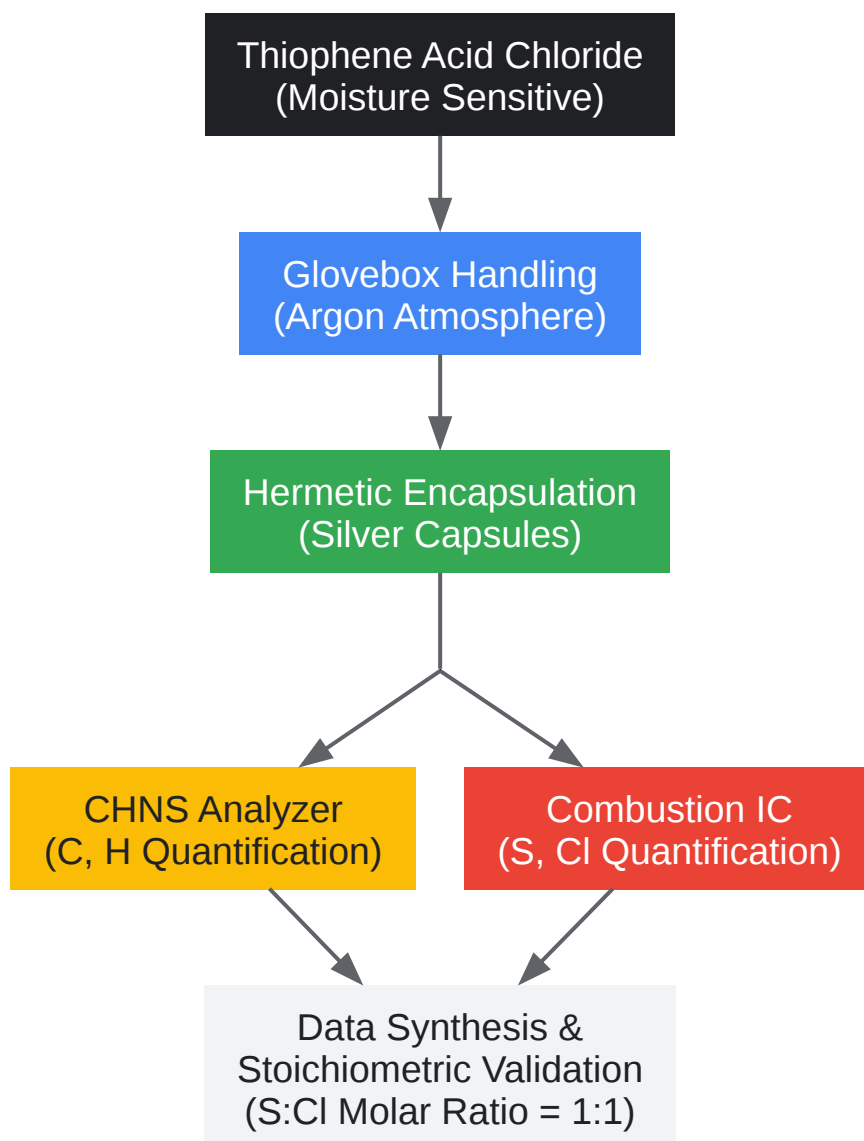 Thiophene Acid Chloride
(Moisture Sensitive)
Glovebox Handling
(Argon Atmosphere)
Hermetic Encapsulation
(Silver Capsules)
CHNS Analyzer
(C, H Quantification)
Combustion IC
(S, Cl Quantification)
Data Synthesis &
Stoichiometric Validation
(S:Cl Molar Ratio = 1:1)